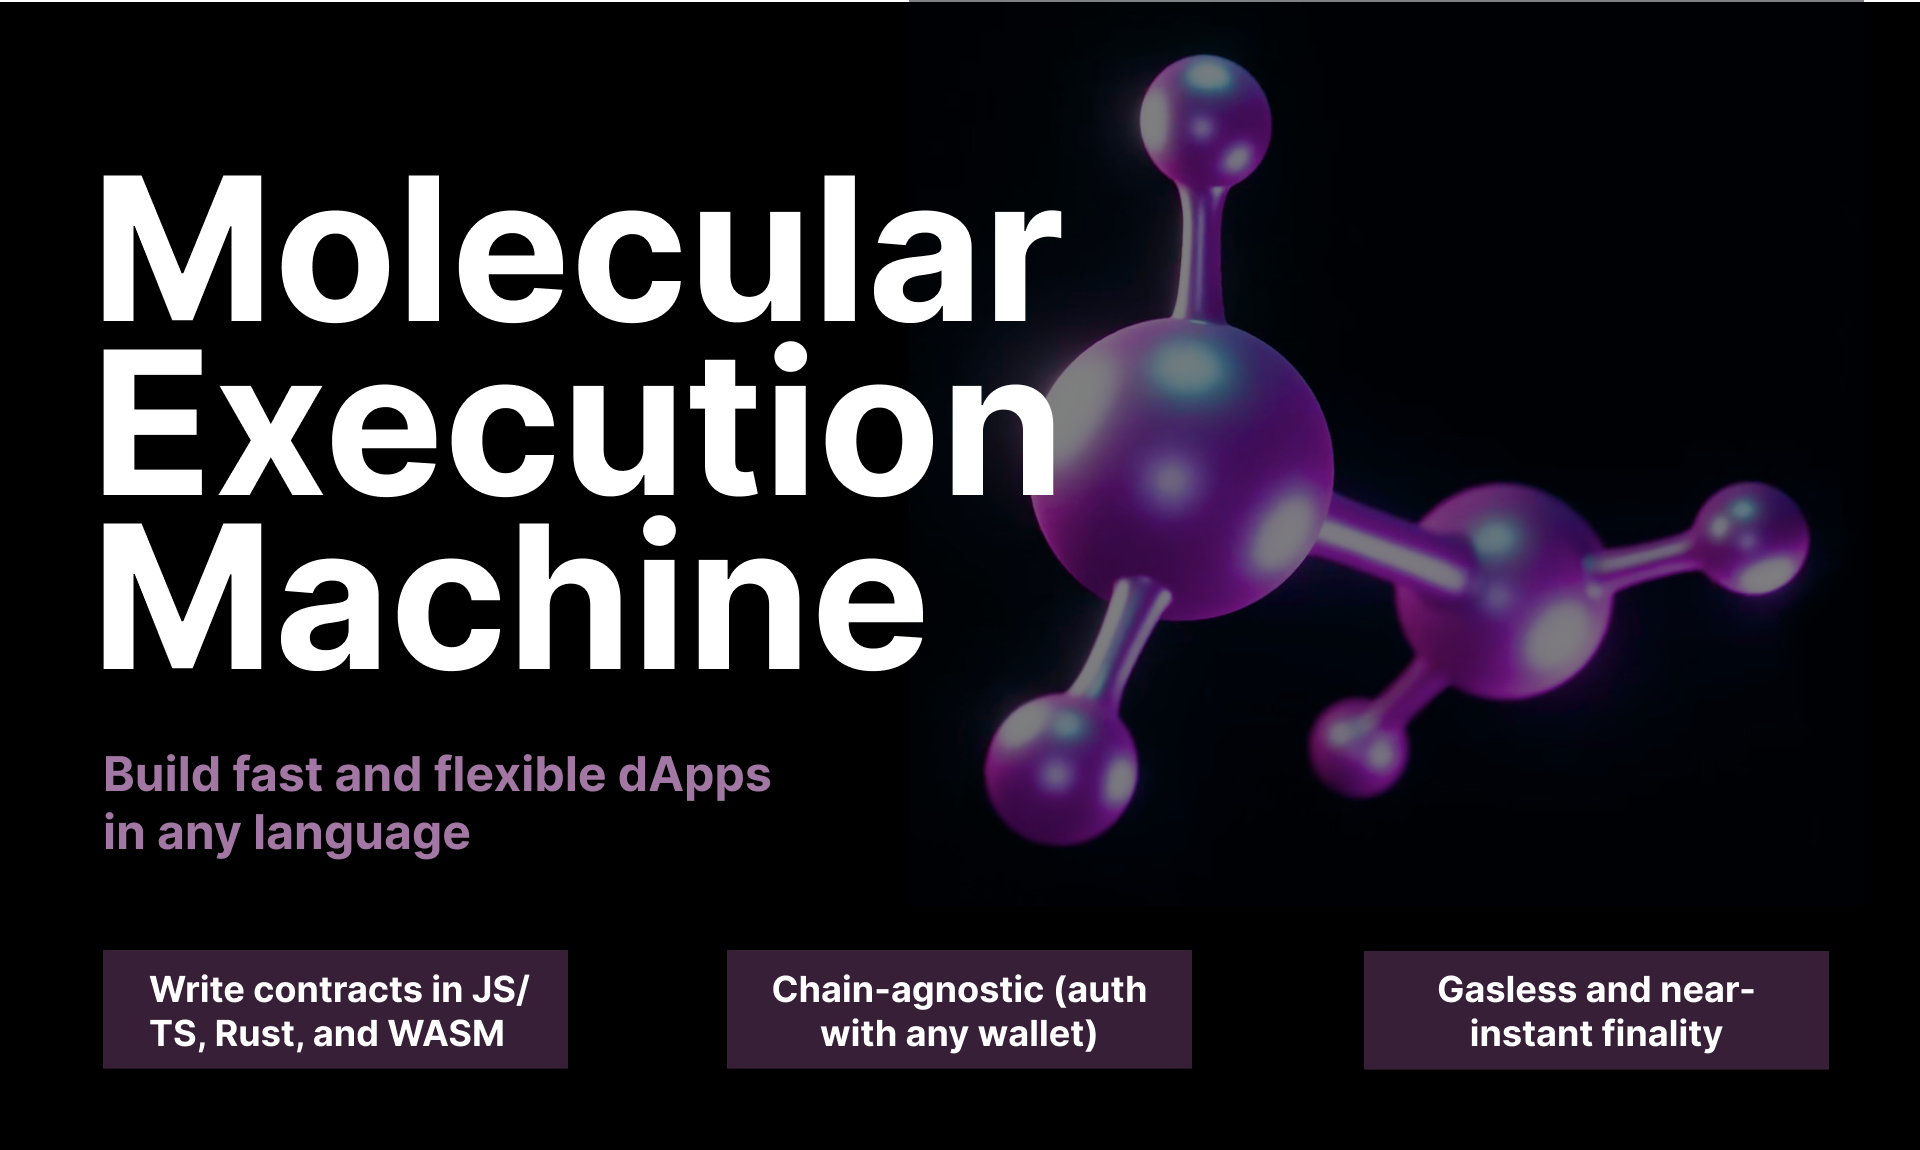 Molecular
Execution
Machine
Build fast and flexible dApps
in any language
Write contracts in JS/
TS, Rust, and WASM
Chain-agnostic (auth
with any wallet)
Gasless and near-
instant finality